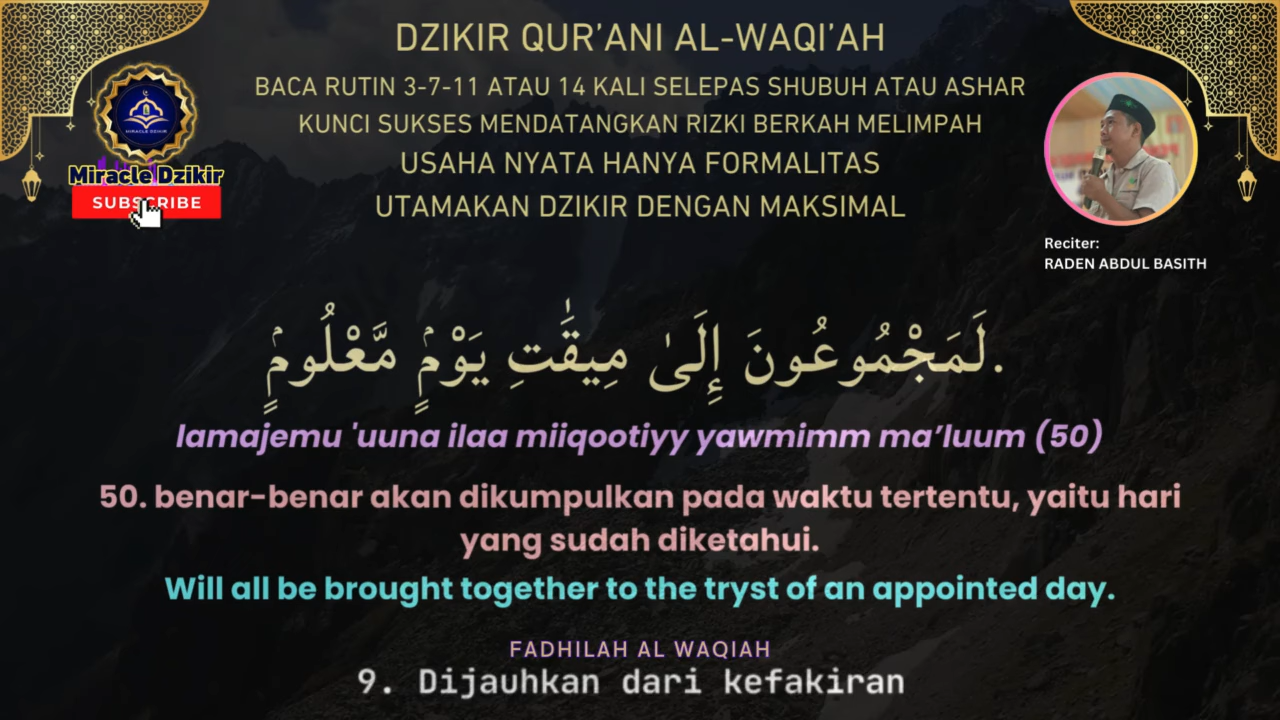 DZIKIR QUR’ANI AL-WAQI’AH
BACA RUTIN 3-7-11 ATAU 14 KALI SELEPAS SHUBUH ATAU ASHAR
KUNCI SUKSES MENDATANGKAN RIZKI BERKAH MELIMPAH
USAHA NYATA HANYA FORMALITAS
UTAMAKAN DZIKIR DENGAN MAKSIMAL
MIRACLE DZIKIR
Miracle Dzikir
SUBSCRIBE
Reciter:
RADEN ABDUL BASITH
لَمَجْمُوعُونَ إِلَىٰ مِيقَٰتِ يَوْمٍۢ مَّعْلُومٍۢ.
lamajemu 'uuna ilaa miiqootiyy yawmimm ma’luum (50)
50. benar-benar akan dikumpulkan pada waktu tertentu, yaitu hari
yang sudah diketahui.
Will all be brought together to the tryst of an appointed day.
FADHILAH AL WAQIAH
9. Dijauhkan dari kefakiran